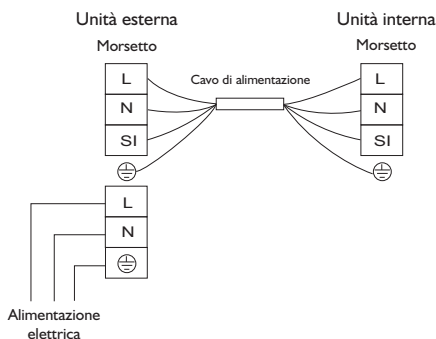 Unità esterna
Morsetto
L
N
SI
L
N
Cavo di alimentazione
Unità interna
Morsetto
L
N
SI
Alimentazione
elettrica